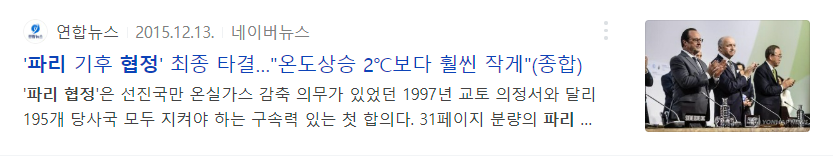 연합뉴스 2015.12.13. 네이버뉴스
'파리 기후 협정' 최종 타결..."온도상승 2℃보다 훨씬 작게"(종합)
'파리 협정'은 선진국만 온실가스 감축 의무가 있었던 1997년 교토 의정서와 달리
195개 당사국 모두 지켜야 하는 구속력 있는 첫 합의다. 31페이지 분량의 파리 ...